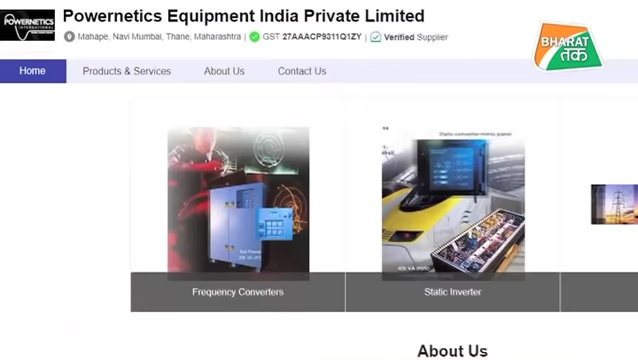 POWERNETICS
INTERNATIONAL
Powernetics Equipment India Private Limited
Mahape, Navi Mumbai, Thane, Maharashtra | GST 27AAACP9311Q1ZY | Verified Supplier
BHARAT
तक
Home Products & Services About Us Contact Us
Frequency Converters
Static Inverter
About Us